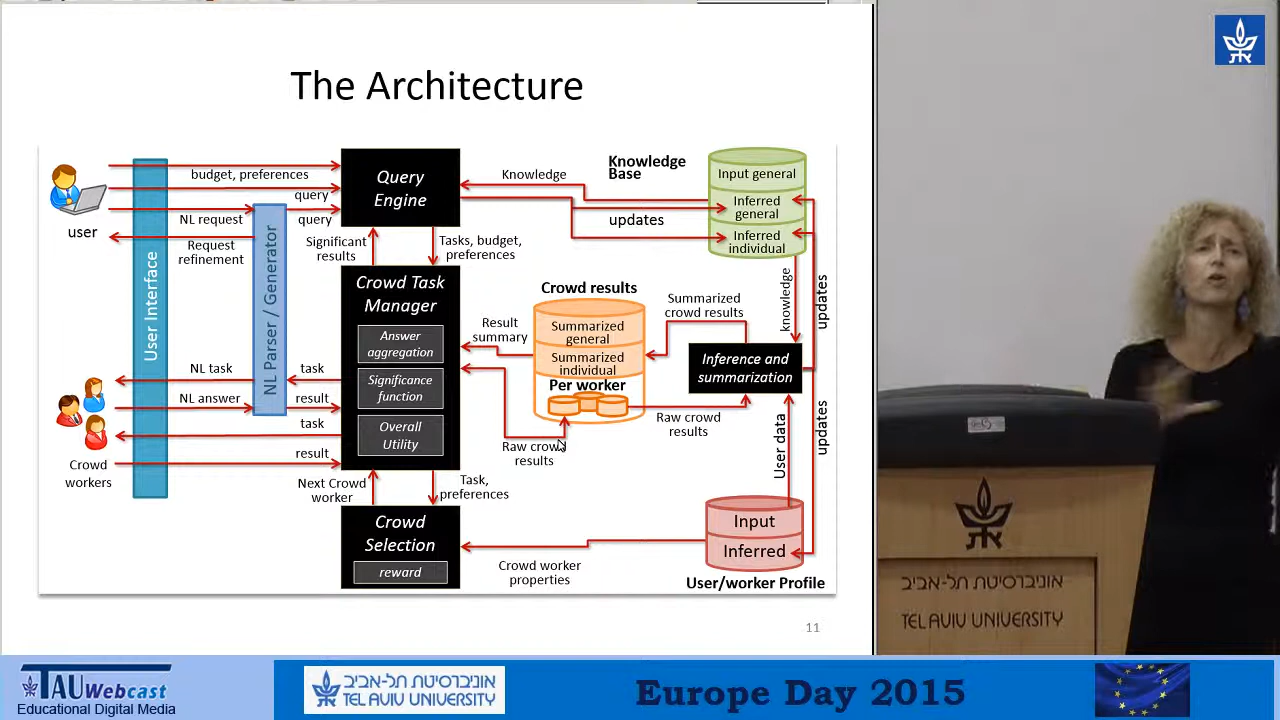 The Architecture
budget, preferences
query
NL request
query
Request
refinement
user
User Interface
NL Parser / Generator
Query
Engine
Knowledge
updates
Knowledge
Base
Input general
Inferred
general
Inferred
individual
Significant
results
Tasks, budget,
preferences
Crowd Task
Manager
Answer
aggregation
Significance
function
Overall
Utility
Result
summary
Crowd results
Summarized
general
Summarized
individual
Per worker
Summarized
crowd results
knowledge
updates
Inference and
summarization
Raw crowd
results
Raw crowd
results
User data
updates
NL task
task
NL answer
result
task
result
Crowd
workers
Next Crowd
worker
Task,
preferences
Crowd
Selection
reward
Crowd worker
properties
Input
Inferred
User/worker Profile
11
אוניברסיטת תל-אביב
TEL AVIV UNIVERSITY
TAUWebcast
Educational Digital Media
אוניברסיטת תל-אביב
TEL AVIV UNIVERSITY
Europe Day 2015